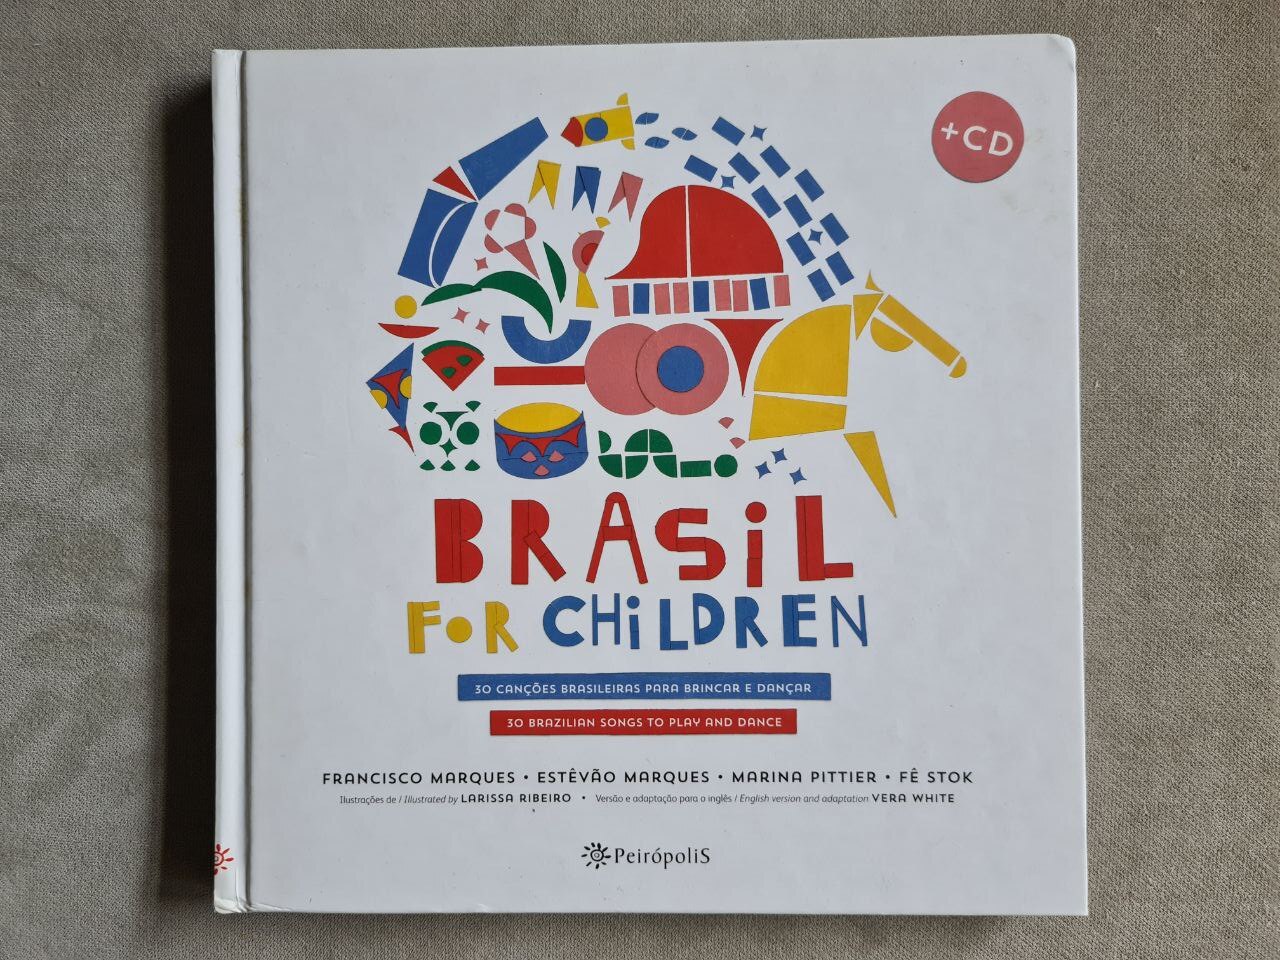 +CD
BRASIL
FOR CHILDREN
30 CANÇÕES BRASILEIRAS PARA BRINCAR E DANÇAR
30 BRAZILIAN SONGS TO PLAY AND DANCE
FRANCISCO MARQUES • ESTÊVÃO MARQUES • MARINA PITTIER • FÊ STOK
Ilustrações de / Illustrated by LARISSA RIBEIRO • Versão e adaptação para o inglês / English version and adaptation VERA WHITE
PeirópoliS